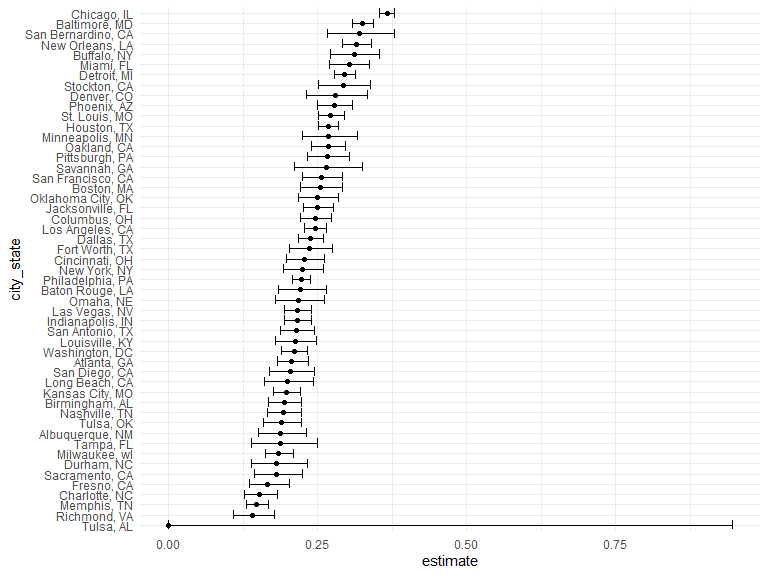 Chicago, IL
Baltimore, MD
San Bernardino, CA
New Orleans, LA
Buffalo, NY
Miami, FL
Detroit, MI
Stockton, CA
Denver, CO
Phoenix, AZ
St. Louis, MO
Houston, TX
Minneapolis, MN
Oakland, CA
Pittsburgh, PA
Savannah, GA
San Francisco, CA
Boston, MA
Oklahoma City, OK
Jacksonville, FL
Columbus, OH
Los Angeles, CA
Dallas, TX
Fort Worth, TX
Cincinnati, OH
New York, NY
Philadelphia, PA
Baton Rouge, LA
Omaha, NE
Las Vegas, NV
Indianapolis, IN
San Antonio, TX
Louisville, KY
Washington, DC
Atlanta, GA
San Diego, CA
Long Beach, CA
Kansas City, MO
Birmingham, AL
Nashville, TN
Tulsa, OK
Albuquerque, NM
Tampa, FL
Milwaukee, wI
Durham, NC
Sacramento, CA
Fresno, CA
Charlotte, NC
Memphis, TN
Richmond, VA
Tulsa, AL
city_state
0.00 0.25 0.50 0.75
estimate